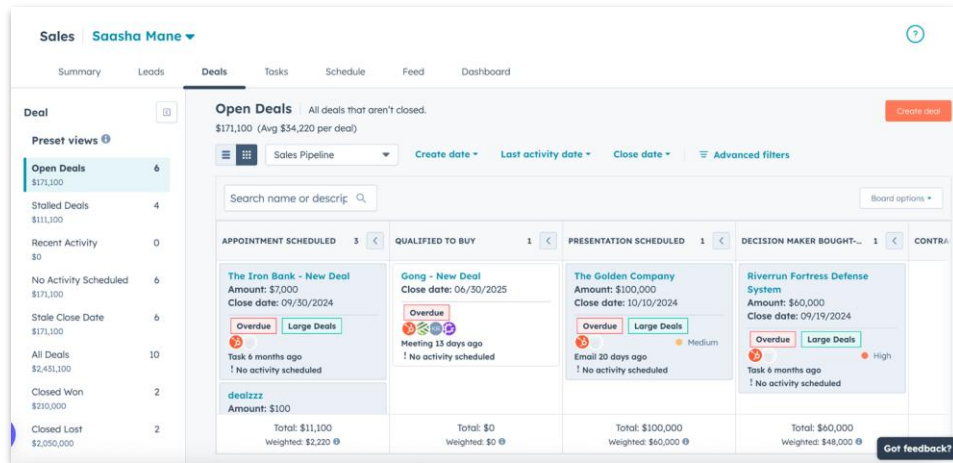 Sales Saasha Mane
Summary Leads Deals Tasks Schedule Feed Dashboard
Deal
Preset views
Open Deals 6
$171,100
Stalled Deals 4
$111,100
Recent Activity 0
$0
No Activity Scheduled 6
$171,100
Stale Close Date 6
$171,100
All Deals 10
$2,431,100
Closed Won 2
$210,000
Closed Lost 2
$2,050,000
Open Deals All deals that aren't closed.
Create deal
$171,100 (Avg $34,220 per deal)
Sales Pipeline Create date Last activity date Close date Advanced filters
Search name or descrip
Board options
APPOINTMENT SCHEDULED 3
The Iron Bank - New Deal
Amount: $7,000
Close date: 09/30/2024
Overdue Large Deals
Task 6 months ago
! No activity scheduled
dealzzz
Amount: $100
Total: $11,100
Weighted: $2,220
QUALIFIED TO BUY 1
Gong - New Deal
Close date: 06/30/2025
Overdue
Meeting 13 days ago
! No activity scheduled
Total: $0
Weighted: $0
PRESENTATION SCHEDULED 1
The Golden Company
Amount: $100,000
Close date: 10/10/2024
Overdue Large Deals
Medium
Email 20 days ago
! No activity scheduled
Total: $100,000
Weighted: $60,000
DECISION MAKER BOUGHT-... 1
Riverrun Fortress Defense
System
Amount: $60,000
Close date: 09/19/2024
Overdue Large Deals
High
Task 6 months ago
! No activity scheduled
Total: $60,000
Weighted: $48,000
CONTRA
Got feedback?